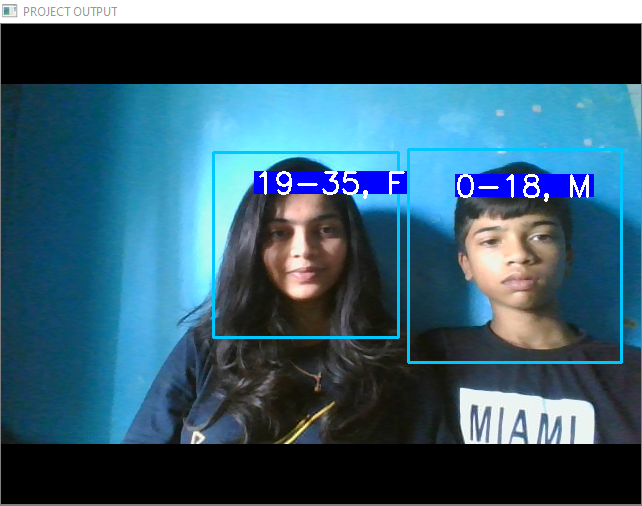 PROJECT OUTPUT
19-35, F
0-18, M
MIAMI